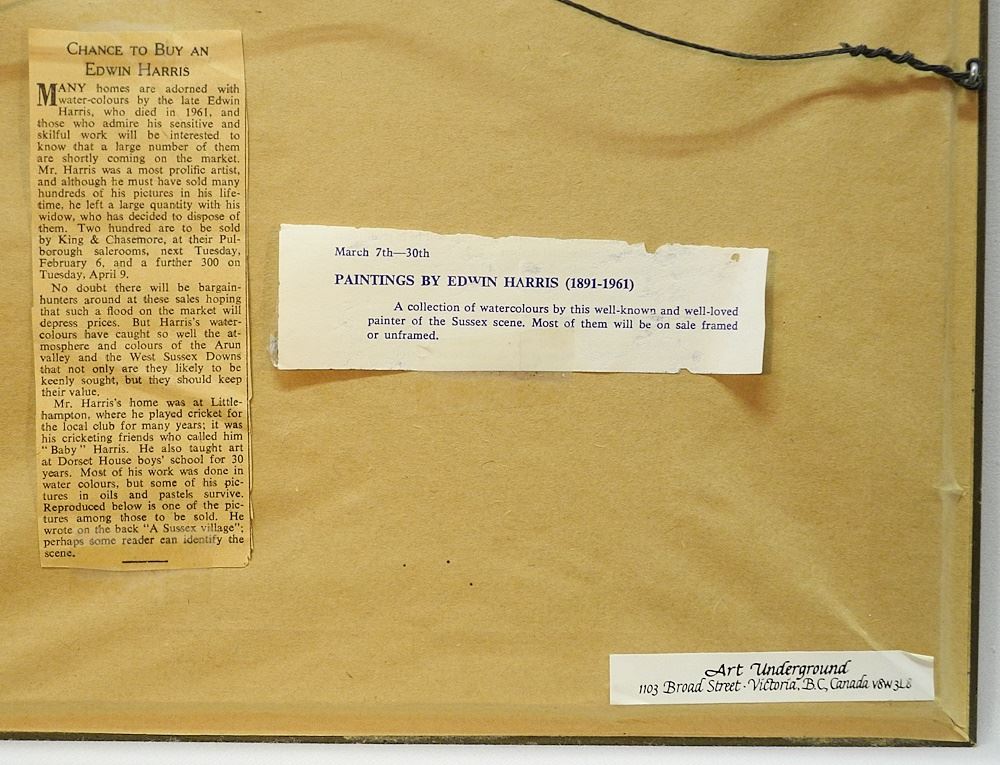 CHANCE TO BUY AN
EDWIN HARRIS
MANY homes are adorned with
water-colours by the late Edwin
Harris, who died in 1961, and
those who admire his sensitive and
skilful work will be interested to
know that a large number of them
are shortly coming on the market.
Mr. Harris was a most prolific artist,
and although he must have sold many
hundreds of his pictures in his life-
time, he left a large quantity with his
widow, who has decided to dispose of
them. Two hundred are to be sold
by King & Chasemore, at their Pul-
borough salerooms, next Tuesday,
February 6, and a further 300 on
Tuesday, April 9.
No doubt there will be bargain-
hunters around at these sales hoping
that such a flood on the market will
depress prices. But Harris's water-
colours have caught so well the at-
mosphere and colours of the Arun
valley and the West Sussex Downs
that not only are they likely to be
keenly sought, but they should keep
their value.
Mr. Harris's home was at Little-
hampton, where he played cricket for
the local club for many years; it was
his cricketing friends who called him
"Baby" Harris. He also taught art
at Dorset House boys' school for 30
years. Most of his work was done in
water colours, but some of his pic-
tures in oils and pastels survive.
Reproduced below is one of the pic-
tures among those to be sold. He
wrote on the back "A Sussex village";
perhaps some reader can identify the
scene.
March 7th—30th
PAINTINGS BY EDWIN HARRIS (1891-1961)
A collection of watercolours by this well-known and well-loved
painter of the Sussex scene. Most of them will be on sale framed
or unframed.
Art Underground
1103 Broad Street - Victoria, B.C, Canada V8W3L8